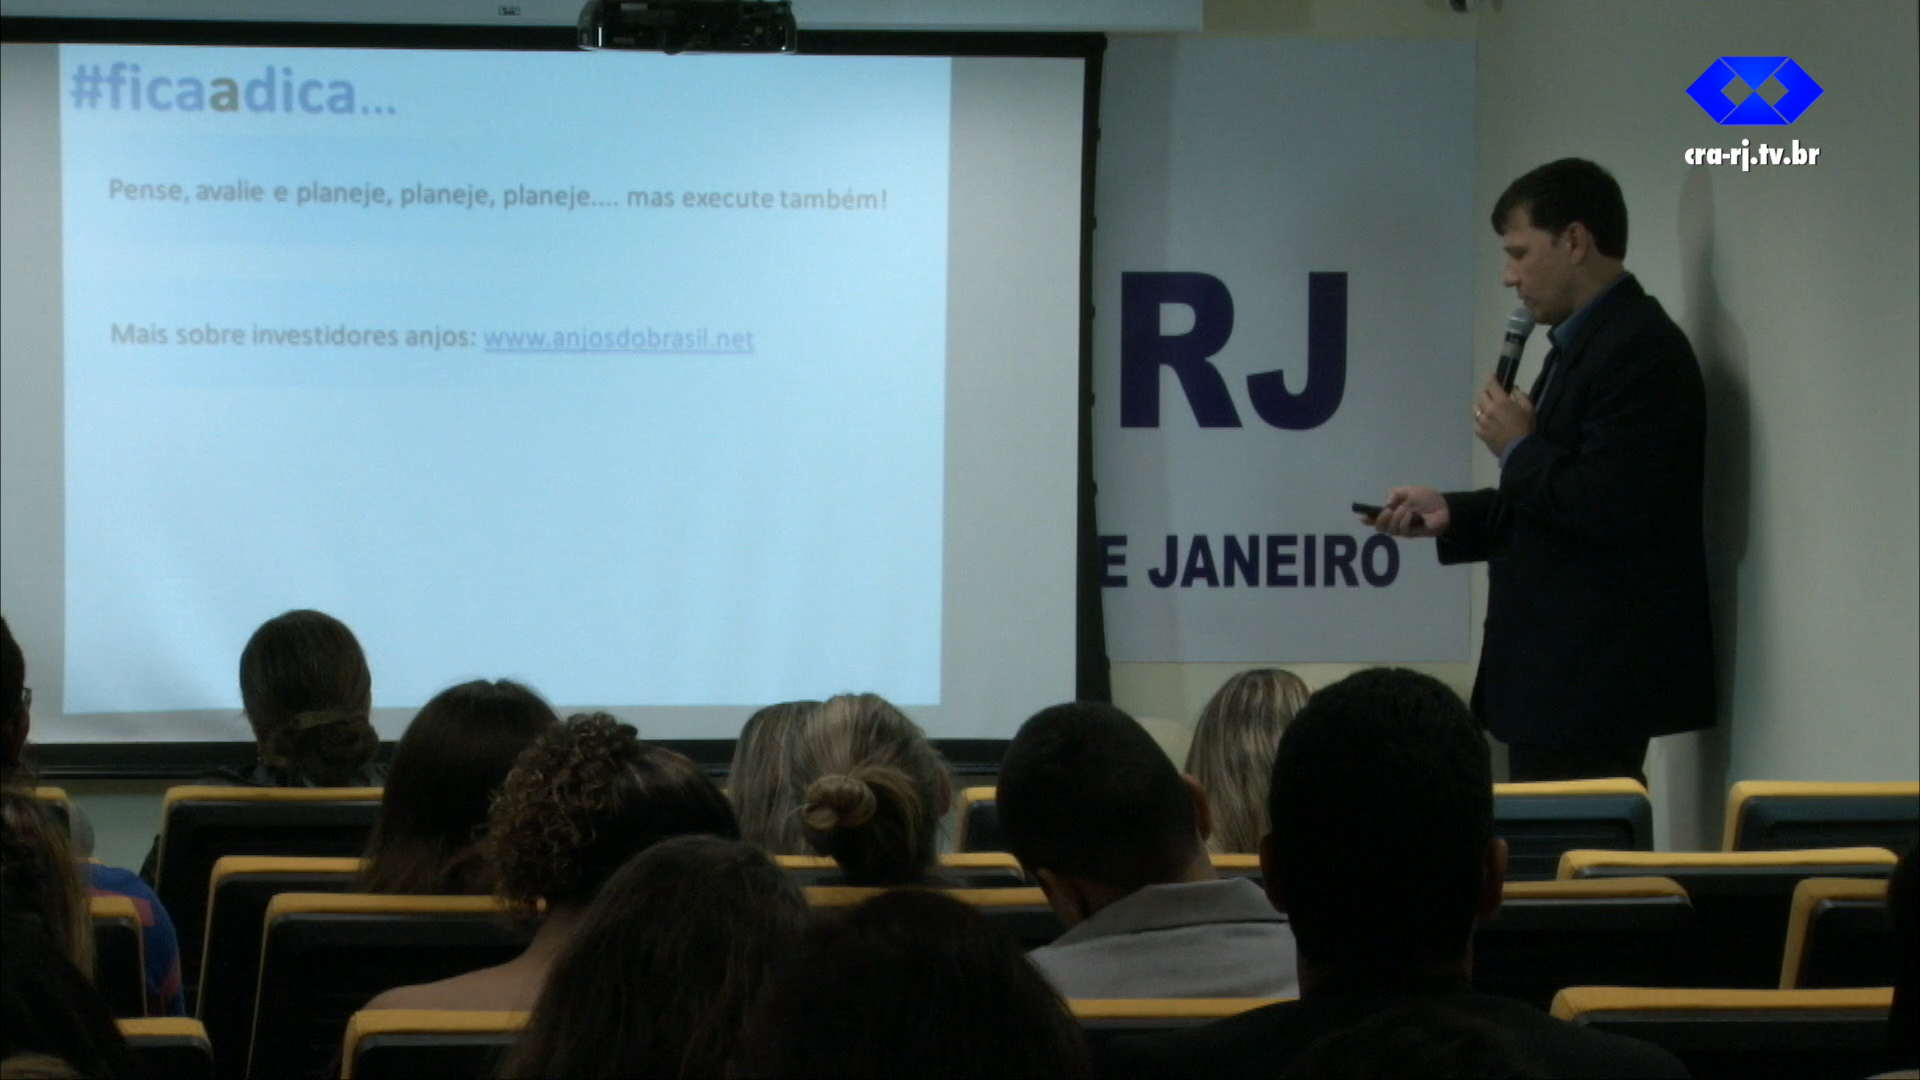 #ficaadica...
Pense, avalie e planeje, planeje, planeje.... mas execute também!
Mais sobre investidores anjos: www.anjosdobrasil.net
RJ
E JANEIRO
cra-rj.tv.br